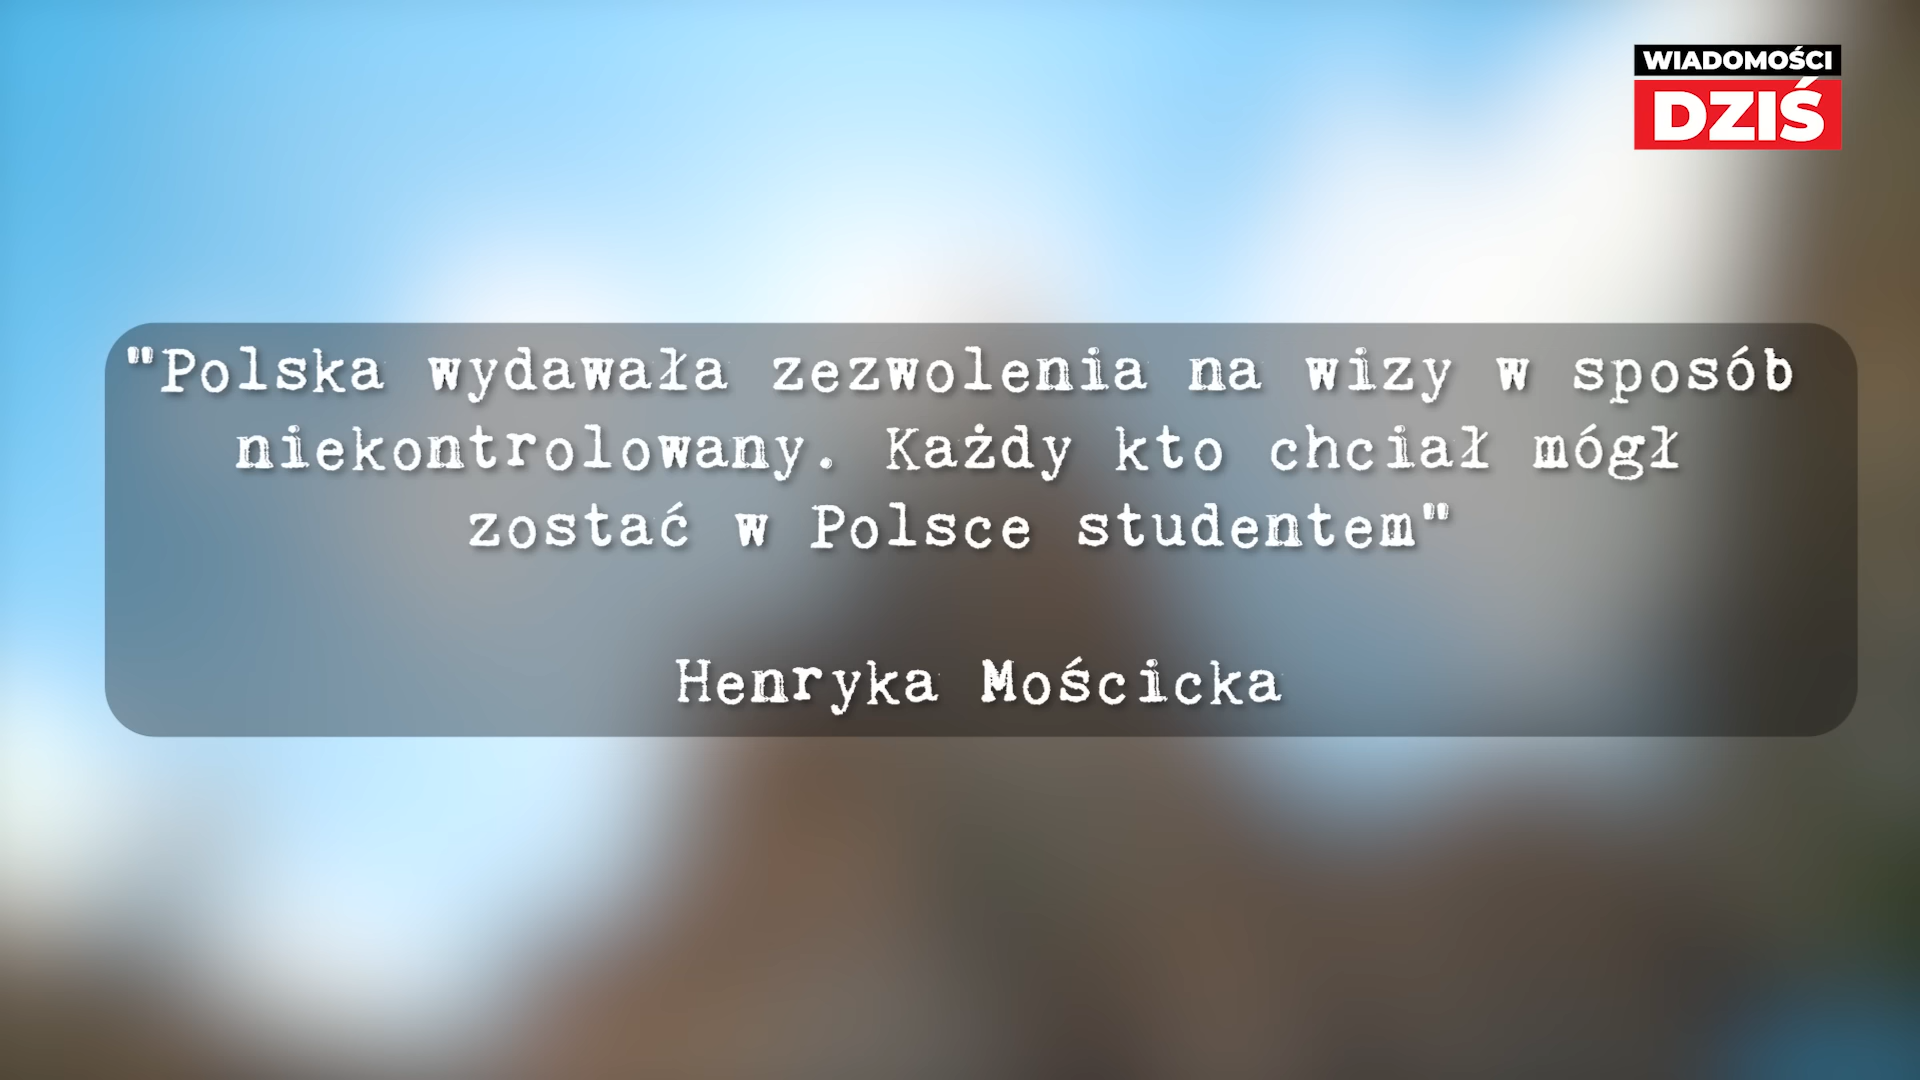 WIADOMOŚCI
DZIŚ
"Polska wydawała zezwolenia na wizy w sposób
niekontrolowany. Każdy kto chciał mógł
zostać w Polsce studentem"
Henryka Mościcka